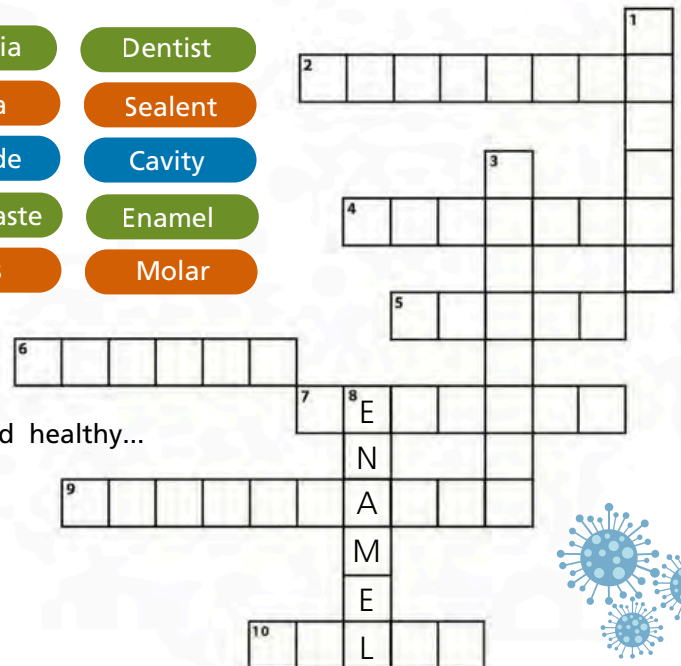 1
ia Dentist
2
a Sealent
de Cavity
3
aste Enamel
4
s Molar
5
6
7 8 E
d healthy...
N
9 A
M
E
10 L